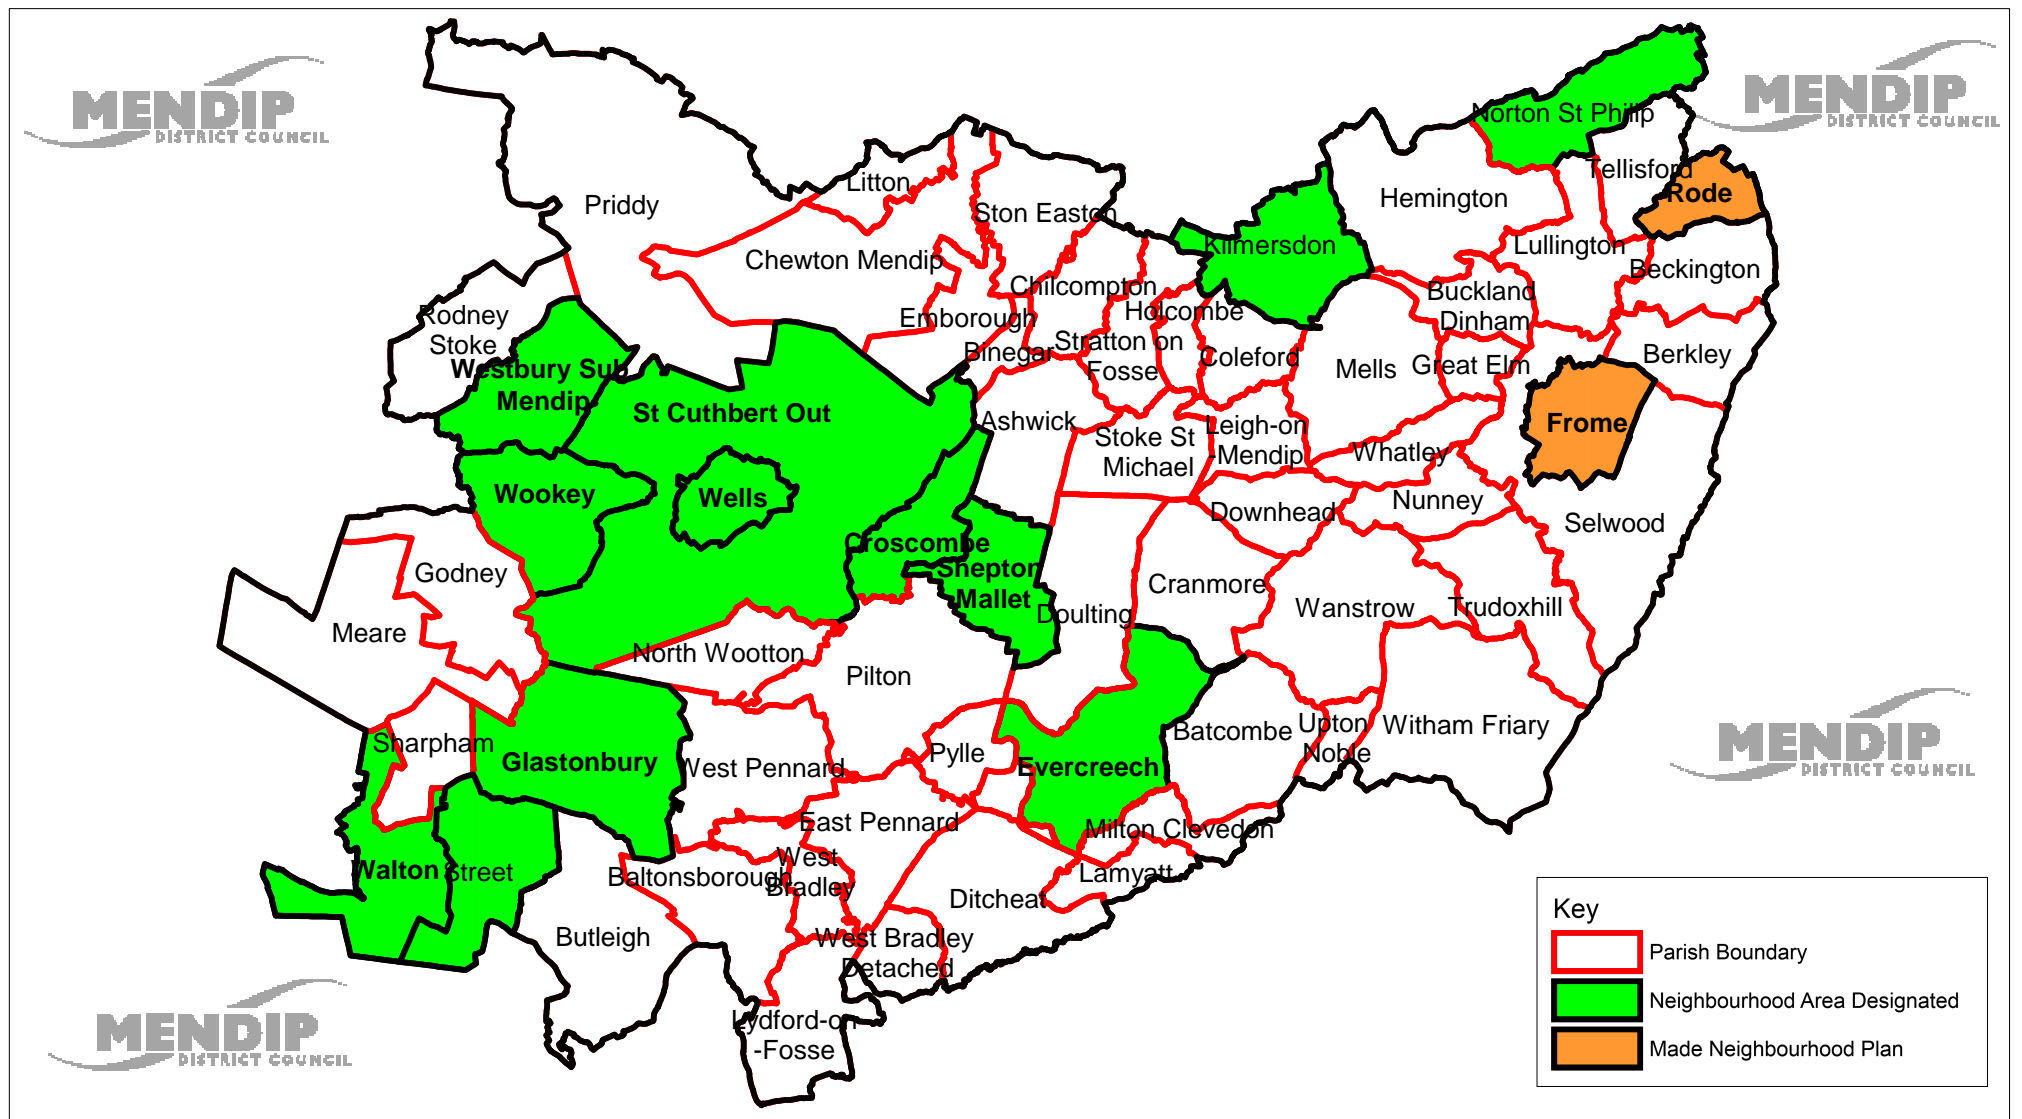 MENDIP
DISTRICT COUNCIL
MENDIP
DISTRICT COUNCIL
Norton St Philip
Tellisford
Rode
Litton
Priddy
Hemington
Ston Easton
Kilmersdon
Lullington
Chewton Mendip
Beckington
Chilcompton
Buckland
Dinham
Holcombe
Rodney
Stoke
Emborough
Stratton on
Fosse
Binegar
Coleford
Mells
Great Elm
Berkley
Westbury Sub
Mendip
St Cuthbert Out
Ashwick
Frome
Stoke St
Michael
Leigh-on
-Mendip
Whatley
Wookey
Wells
Nunney
Downhead
Selwood
Croscombe
Shepton
Mallet
Godney
Cranmore
Wanstrow
Trudoxhill
Doulting
Meare
North Wootton
Pilton
Batcombe
Upton
Noble
Witham Friary
Sharpham
Glastonbury
West Pennard
Pylle
Evercreech
MENDIP
DISTRICT COUNCIL
East Pennard
Milton Clevedon
Walton
Street
Baltonsborough
West
Bradley
Lamyatt
Ditcheat
Butleigh
West Bradley
Detached
Lydford-on
-Fosse
MENDIP
DISTRICT COUNCIL
Key
Parish Boundary
Neighbourhood Area Designated
Made Neighbourhood Plan